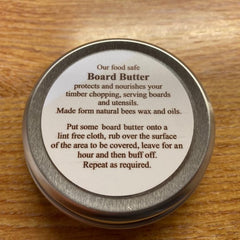 Our food safe
Board Butter
protects and nourishes your
timber chopping, serving boards
and utensils.
Made form natural bees wax and oils.
Put some board butter onto a
lint free cloth, rub over the surface
of the area to be covered, leave for an
hour and then buff off.
Repeat as required.